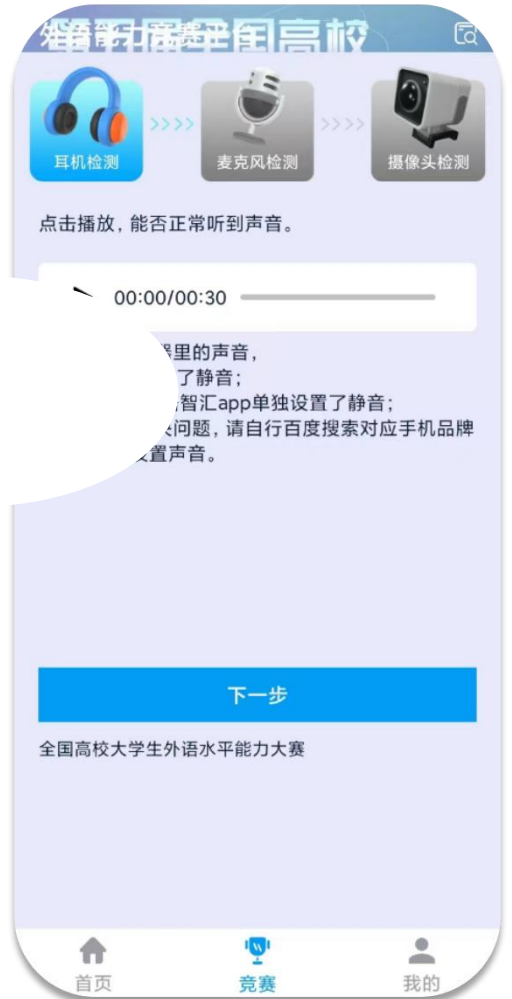 耳机检测
>>>>
麦克风检测
>>>>
摄像头检测
点击播放，能否正常听到声音。
00:00/00:30
器里的声音，
了静音；
智汇app单独设置了静音；
问题，请自行百度搜索对应手机品牌
置声音。
下一步
全国高校大学生外语水平能力大赛
首页
竞赛
我的